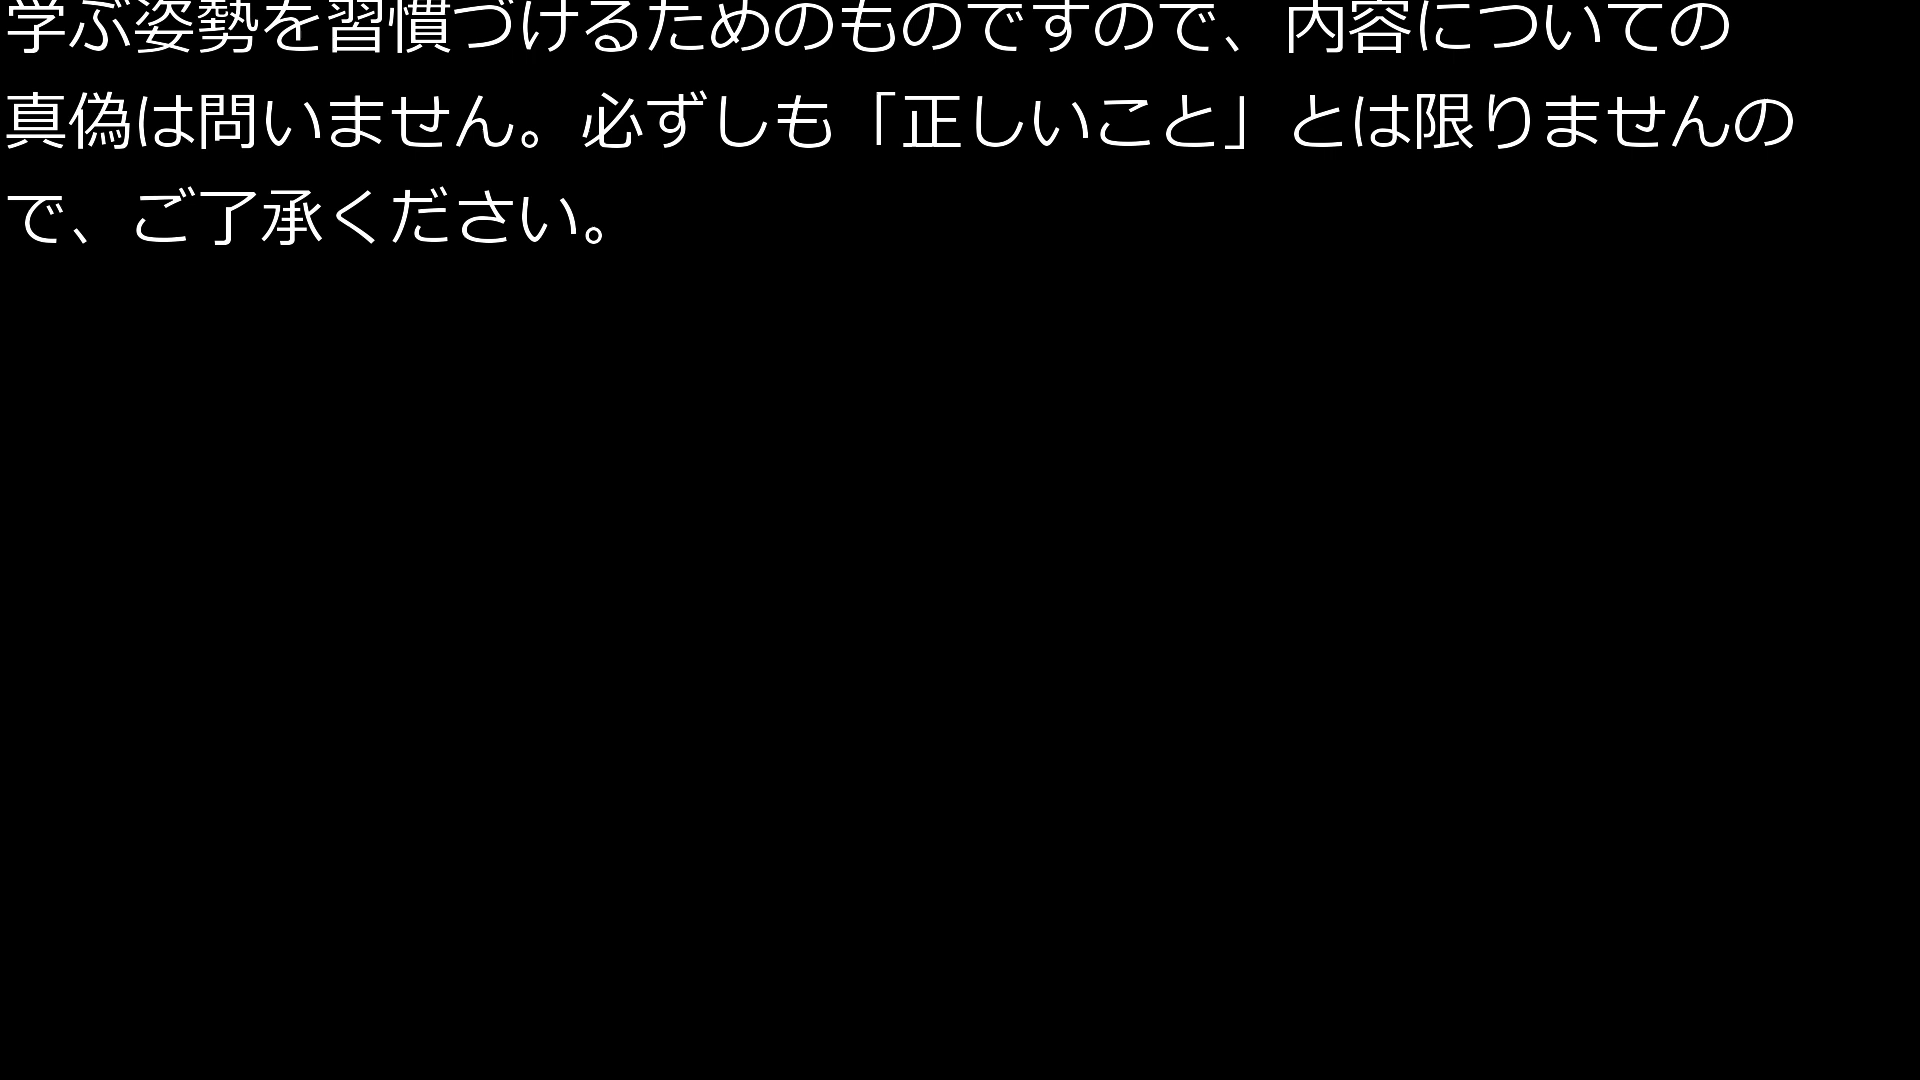 学ぶ姿勢を習慣づけるためのものですので、内容についての
真偽は問いません。必ずしも「正しいこと」とは限りませんの
で、ご了承ください。